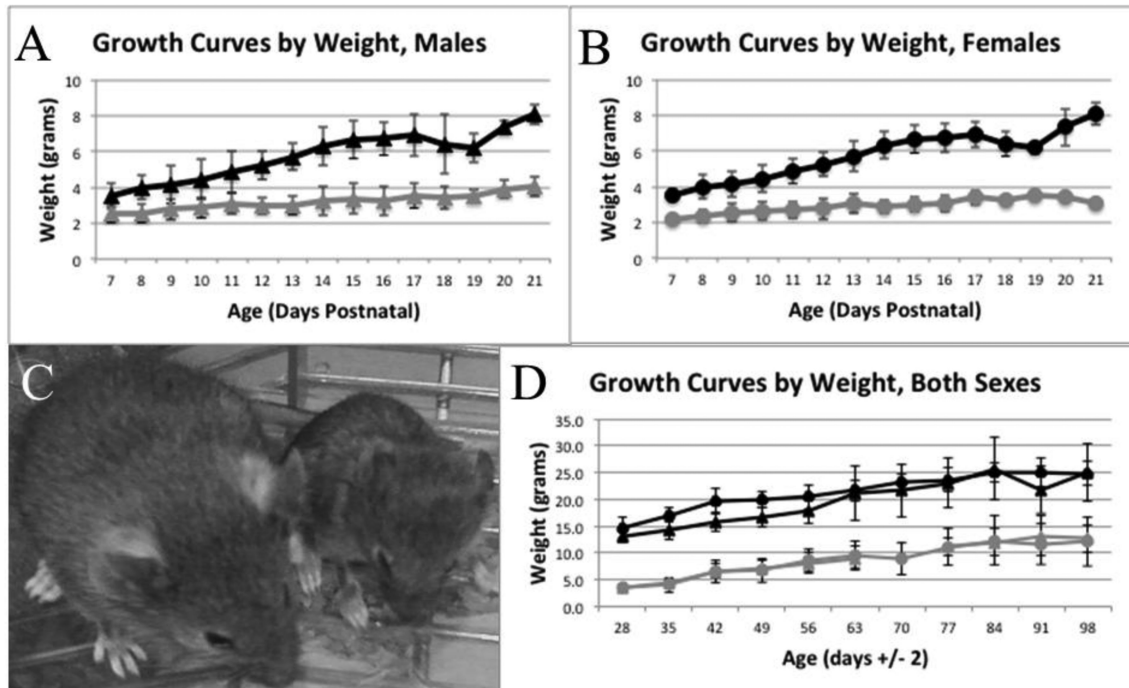 A
Growth Curves by Weight, Males
Weight (grams)
10
8
6
4
2
0
7 8 9 10 11 12 13 14 15 16 17 18 19 20 21
Age (Days Postnatal)
B
Growth Curves by Weight, Females
Weight (grams)
10
8
6
4
2
0
7 8 9 10 11 12 13 14 15 16 17 18 19 20 21
Age (Days Postnatal)
C
D
Growth Curves by Weight, Both Sexes
Weight (grams)
35.0
30.0
25.0
20.0
15.0
10.0
5.0
0.0
28 35 42 49 56 63 70 77 84 91 98
Age (days +/- 2)